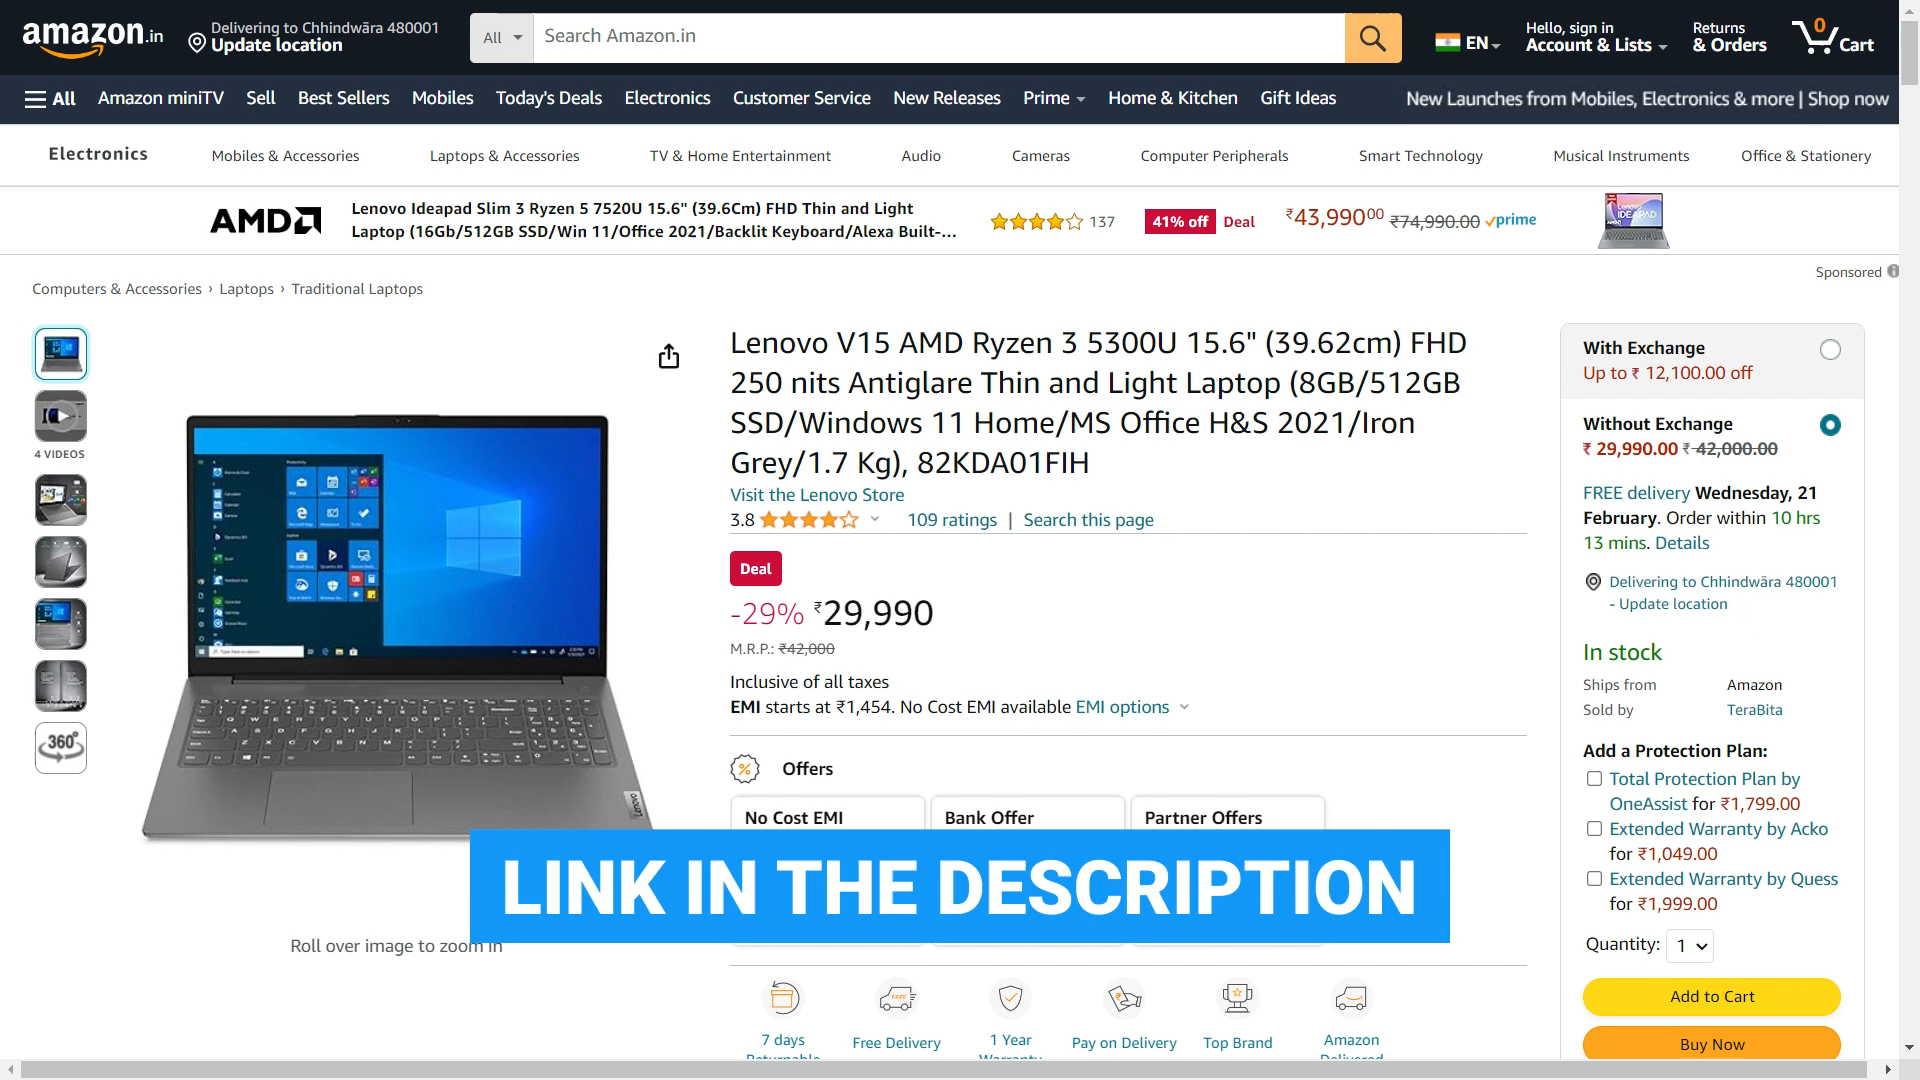 amazon.in
Delivering to Chhindwāra 480001
Update location
All
Search Amazon.in
EN
Hello, sign in
Account & Lists
Returns
& Orders
0
Cart
All
Amazon miniTV
Sell
Best Sellers
Mobiles
Today's Deals
Electronics
Customer Service
New Releases
Prime
Home & Kitchen
Gift Ideas
New Launches from Mobiles, Electronics & more | Shop now
Electronics
Mobiles & Accessories
Laptops & Accessories
TV & Home Entertainment
Audio
Cameras
Computer Peripherals
Smart Technology
Musical Instruments
Office & Stationery
AMD
Lenovo Ideapad Slim 3 Ryzen 5 7520U 15.6" (39.6Cm) FHD Thin and Light
Laptop (16Gb/512GB SSD/Win 11/Office 2021/Backlit Keyboard/Alexa Built-...
137
41% off
Deal
₹43,99000
₹74,990.00
prime
Sponsored
Computers & Accessories › Laptops › Traditional Laptops
4 VIDEOS
360°
Lenovo
Roll over image to zoom in
Lenovo V15 AMD Ryzen 3 5300U 15.6" (39.62cm) FHD
250 nits Antiglare Thin and Light Laptop (8GB/512GB
SSD/Windows 11 Home/MS Office H&S 2021/Iron
Grey/1.7 Kg), 82KDA01FIH
Visit the Lenovo Store
3.8
109 ratings | Search this page
Deal
-29% ₹29,990
M.R.P.: ₹42,000
Inclusive of all taxes
EMI starts at ₹1,454. No Cost EMI available EMI options
Offers
No Cost EMI
Bank Offer
Partner Offers
LINK IN THE DESCRIPTION
FREE
7 days
Returnable
Free Delivery
1 Year
Warranty
Pay on Delivery
Top Brand
Amazon
Delivered
With Exchange
Up to ₹ 12,100.00 off
Without Exchange
₹ 29,990.00 ₹ 42,000.00
FREE delivery Wednesday, 21
February. Order within 10 hrs
13 mins. Details
Delivering to Chhindwāra 480001
- Update location
In stock
Ships from
Amazon
Sold by
TeraBita
Add a Protection Plan:
Total Protection Plan by
OneAssist for ₹1,799.00
Extended Warranty by Acko
for ₹1,049.00
Extended Warranty by Quess
for ₹1,999.00
Quantity: 1
Add to Cart
Buy Now